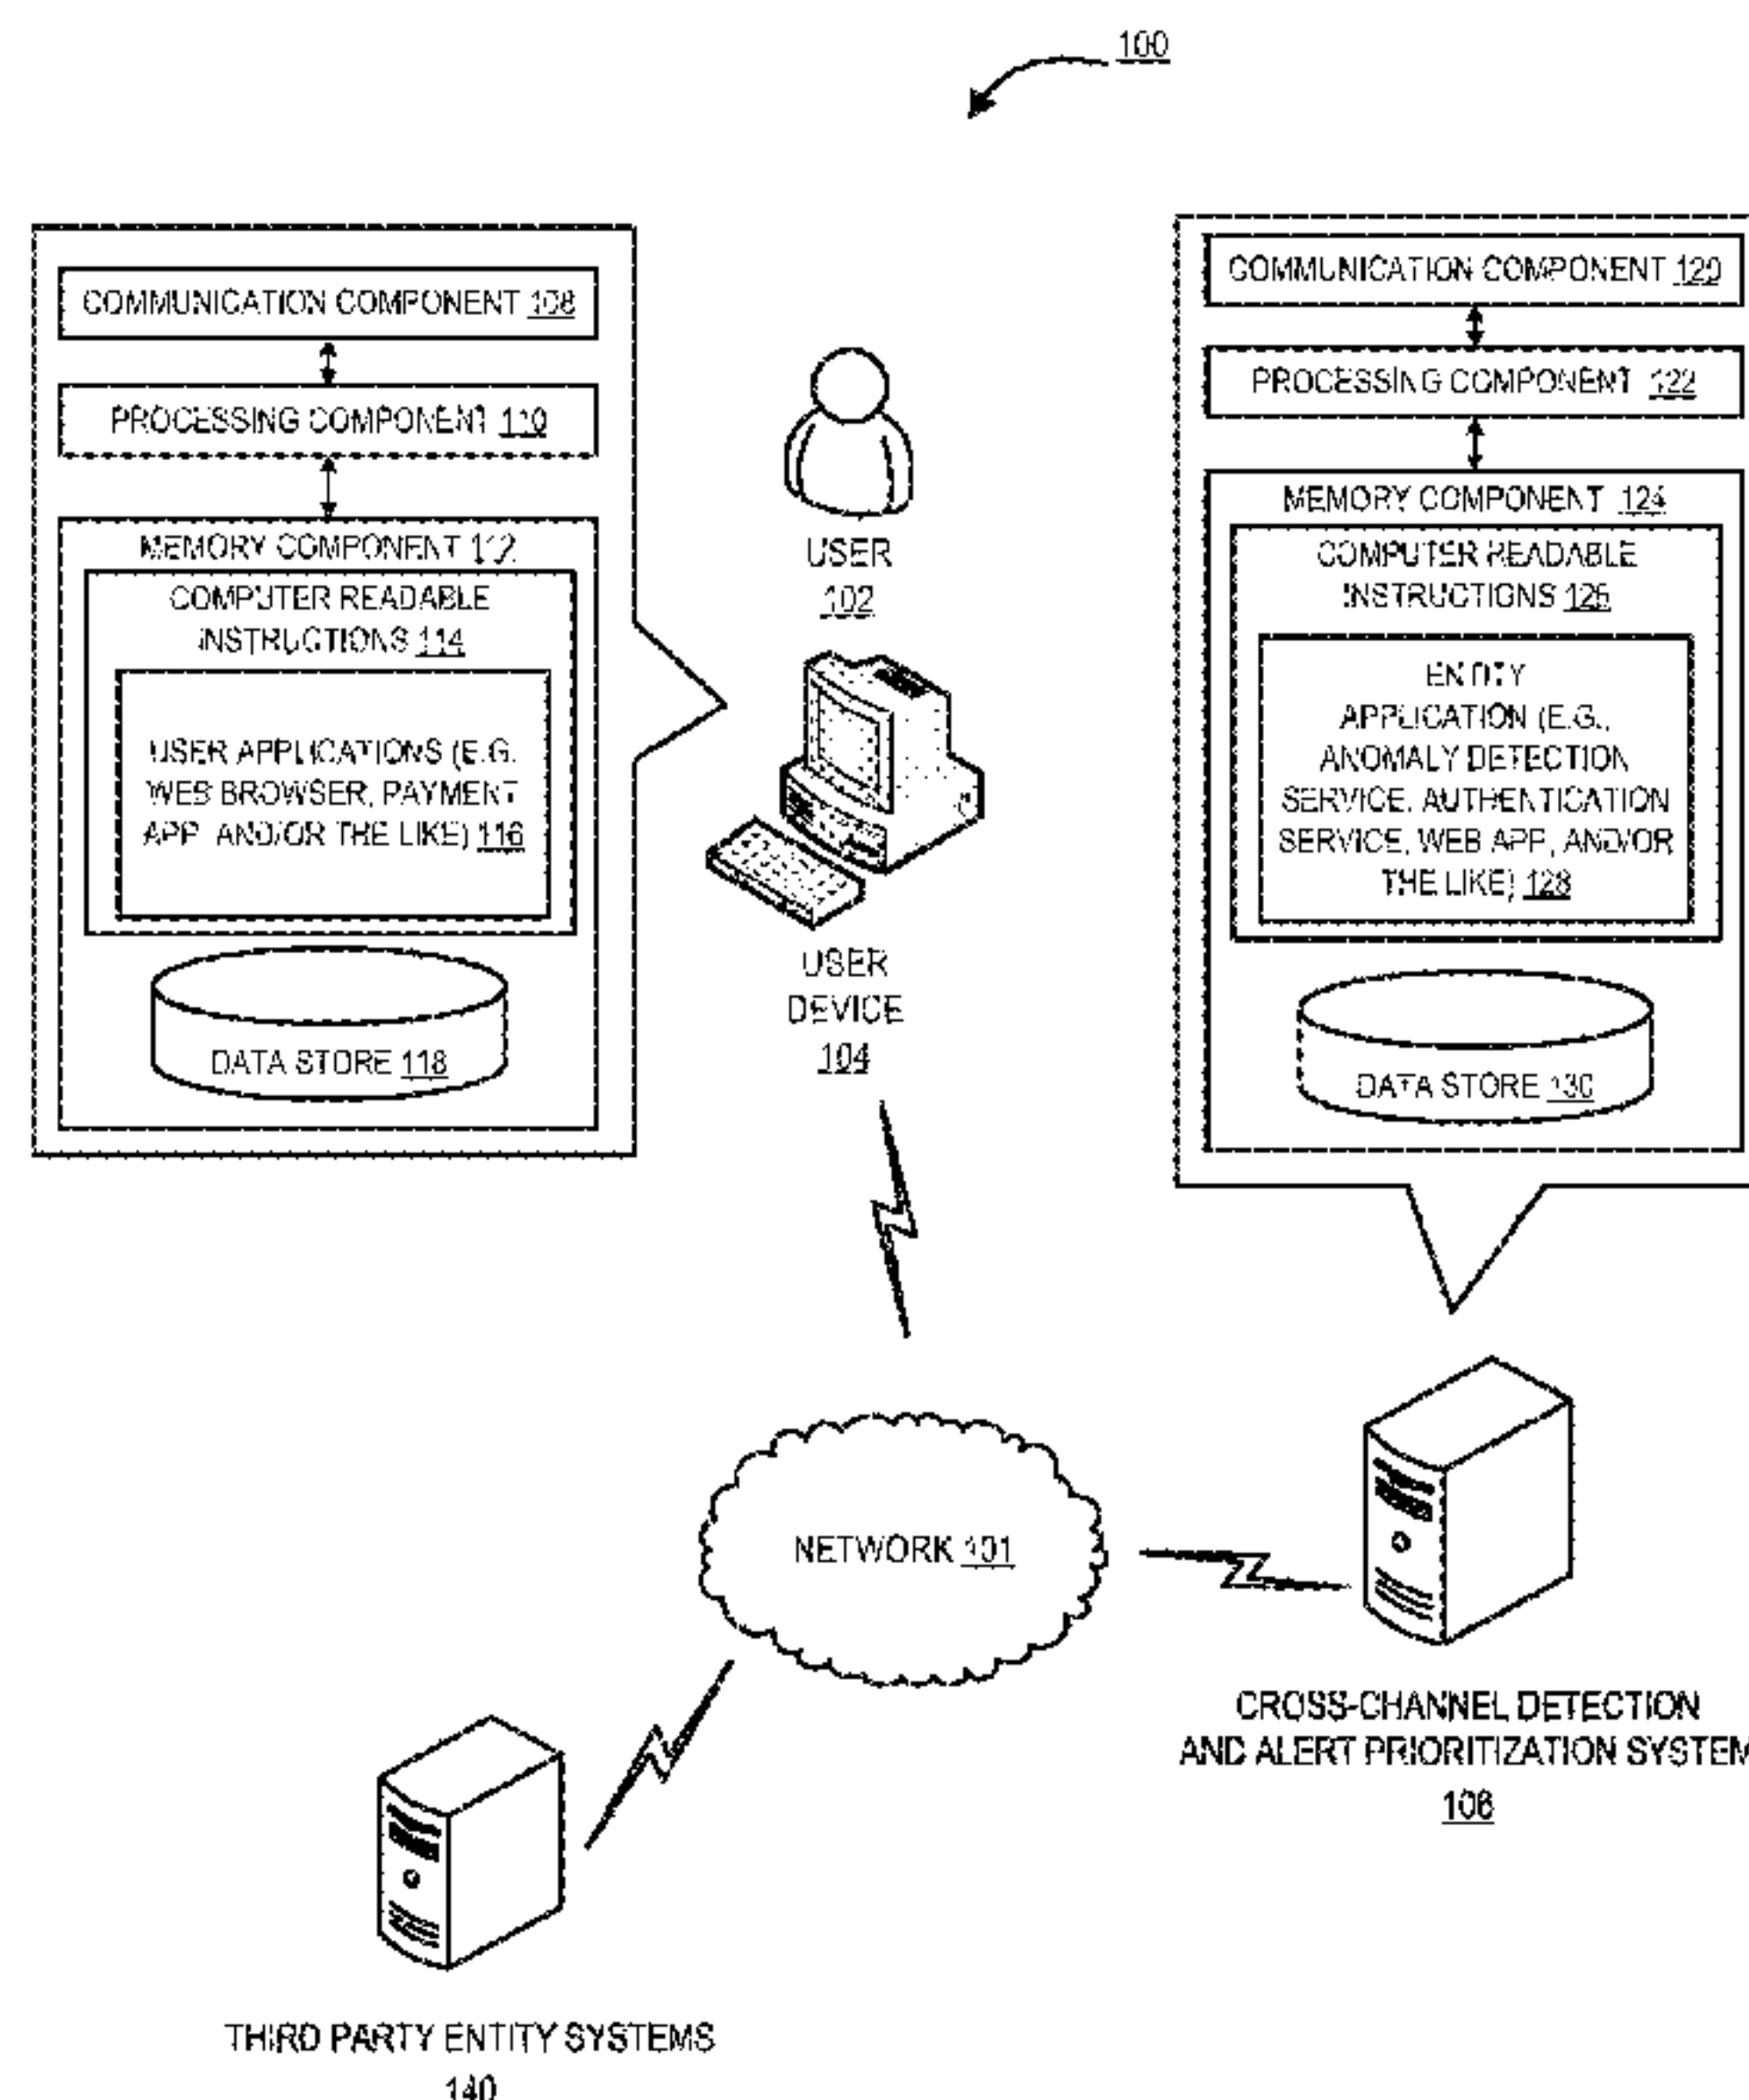 100
COMMUNICATION COMPONENT 108
PROCESSING COMPONENT 110
MEMORY COMPONENT 112
COMPUTER READABLE
INSTRUCTIONS 114
USER APPLICATIONS (E.G.
WEB BROWSER, PAYMENT
APP AND/OR THE LIKE) 116
DATA STORE 118
USER
102
USER
DEVICE
104
COMMUNICATION COMPONENT 120
PROCESSING COMPONENT 122
MEMORY COMPONENT 124
COMPUTER READABLE
INSTRUCTIONS 126
ENTITY
APPLICATION (E.G.,
ANOMALY DETECTION
SERVICE, AUTHENTICATION
SERVICE, WEB APP, AND/OR
THE LIKE) 128
DATA STORE 130
NETWORK 101
CROSS-CHANNEL DETECTION
AND ALERT PRIORITIZATION SYSTEM
106
THIRD PARTY ENTITY SYSTEMS
140